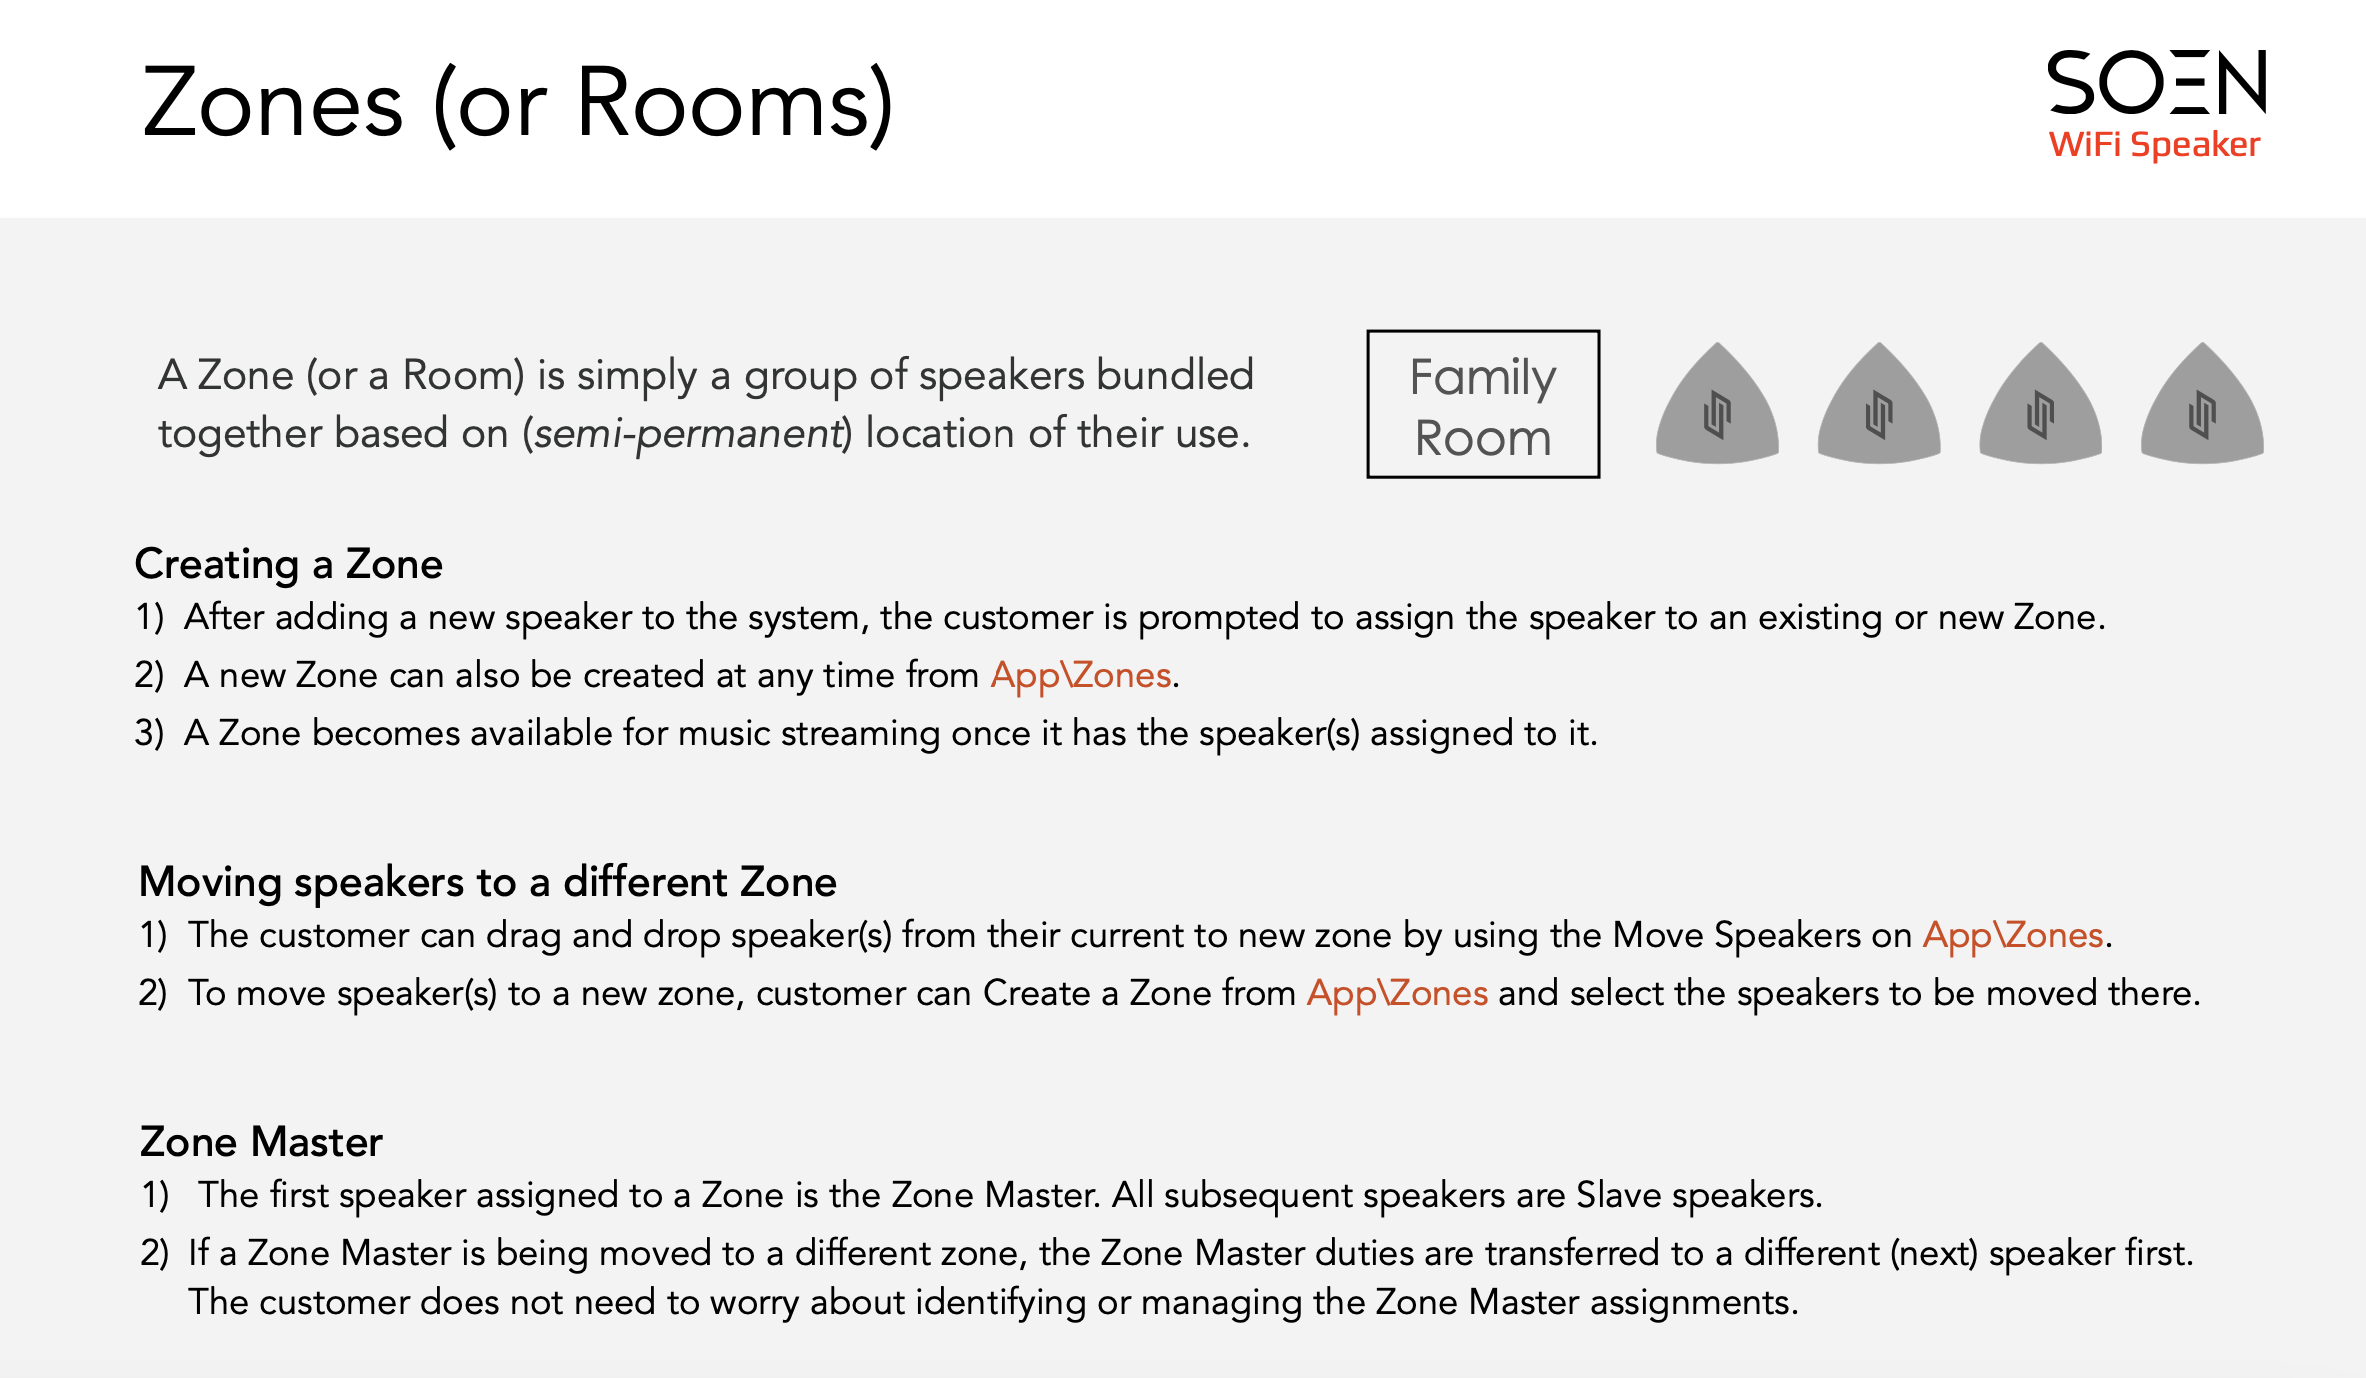 Zones (or Rooms)
SOEN
WiFi Speaker
A Zone (or a Room) is simply a group of speakers bundled
together based on (semi-permanent) location of their use.
Family
Room
Creating a Zone
1) After adding a new speaker to the system, the customer is prompted to assign the speaker to an existing or new Zone.
2) A new Zone can also be created at any time from App\Zones.
3) A Zone becomes available for music streaming once it has the speaker(s) assigned to it.
Moving speakers to a different Zone
1) The customer can drag and drop speaker(s) from their current to new zone by using the Move Speakers on App\Zones.
2) To move speaker(s) to a new zone, customer can Create a Zone from App\Zones and select the speakers to be moved there.
Zone Master
1) The first speaker assigned to a Zone is the Zone Master. All subsequent speakers are Slave speakers.
2) If a Zone Master is being moved to a different zone, the Zone Master duties are transferred to a different (next) speaker first.
The customer does not need to worry about identifying or managing the Zone Master assignments.